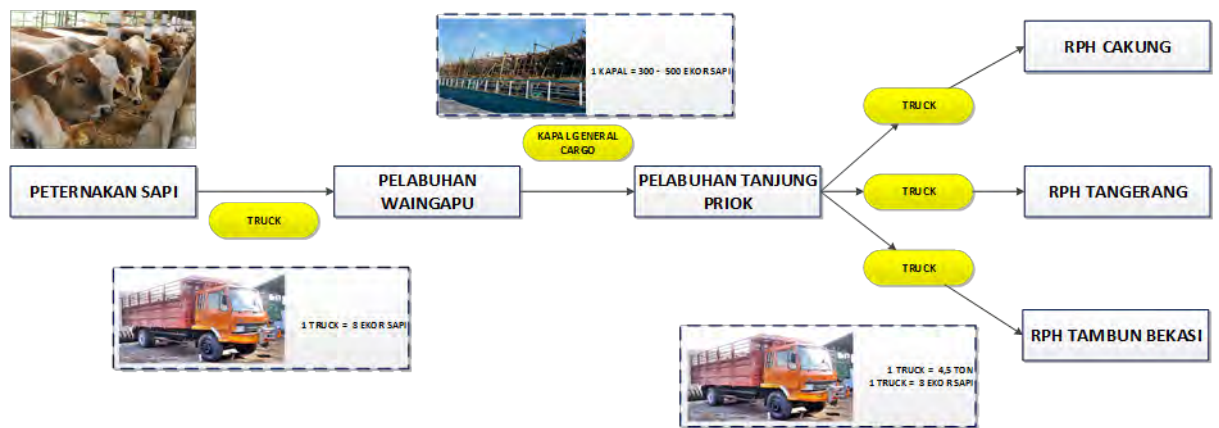 1 KAPAL = 300 - 500 EKOR SAPI
RPH CAKUNG
TRUCK
KAPAL GENERAL
CARGO
PETERNAKAN SAPI
TRUCK
PELABUHAN
WAINGAPU
PELABUHAN TANJUNG
PRIOK
TRUCK
RPH TANGERANG
TRUCK
RPH TAMBUN BEKASI
1 TRUCK = 8 EKOR SAPI
1 TRUCK = 4,5 TON
1 TRUCK = 8 EKOR SAPI